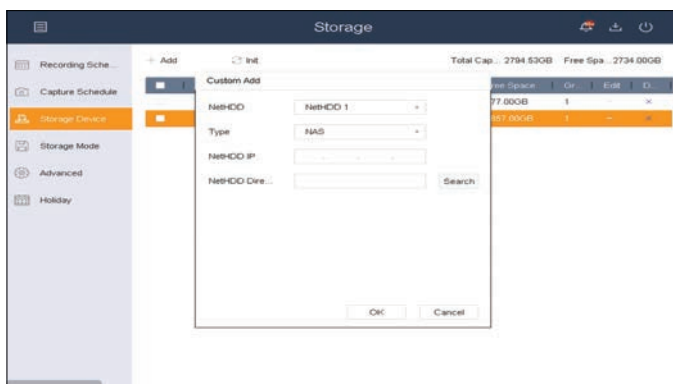 Storage
Recording Sche...
Capture Schedule
Storage Device
Storage Mode
Advanced
Holiday
+ Add
Init
Total Cap... 2794.53GB Free Spa...2734.00GB
Free Space Gr... Edit D...
77.00GB 1 - ×
857.00GB 1 - ×
Custom Add
NetHDD NetHDD 1
Type NAS
NetHDD IP
NetHDD Dire... Search
OK Cancel